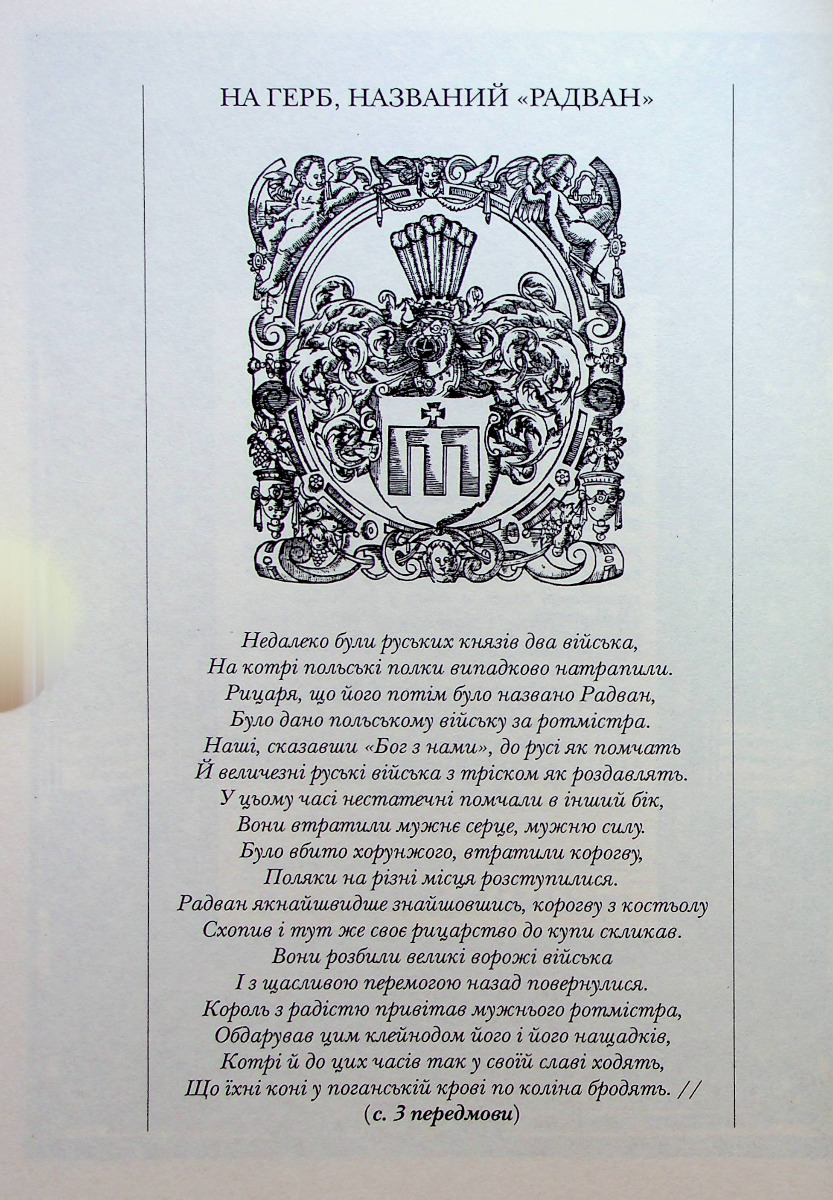 НА ГЕРБ, НАЗВАНИЙ «РАДВАН»
Недалеко були руських князів два війська,
На котрі польські полки випадково натрапили.
Рицаря, що його потім було названо Радван,
Було дано польському війську за ротмістра.
Наші, сказавши «Бог з нами», до русі як помчать
Й величезні руські війська з тріском як роздавлять.
У цьому часі нестатечні помчали в інший бік,
Вони втратили мужнє серце, мужню силу.
Було вбито хорунжого, втратили корогву,
Поляки на різні місця розступилися.
Радван якнайшвидше знайшовшись, корогву з костьолу
Схопив і тут же своє рицарство до купи скликав.
Вони розбили великі ворожі війська
І з щасливою перемогою назад повернулися.
Король з радістю привітав мужнього ротмістра,
Обдарував цим клейнодом його і його нащадків,
Котрі й до цих часів так у своїй славі ходять,
Що їхні коні у поганській крові по коліна бродять. //
(с. 3 передмови)